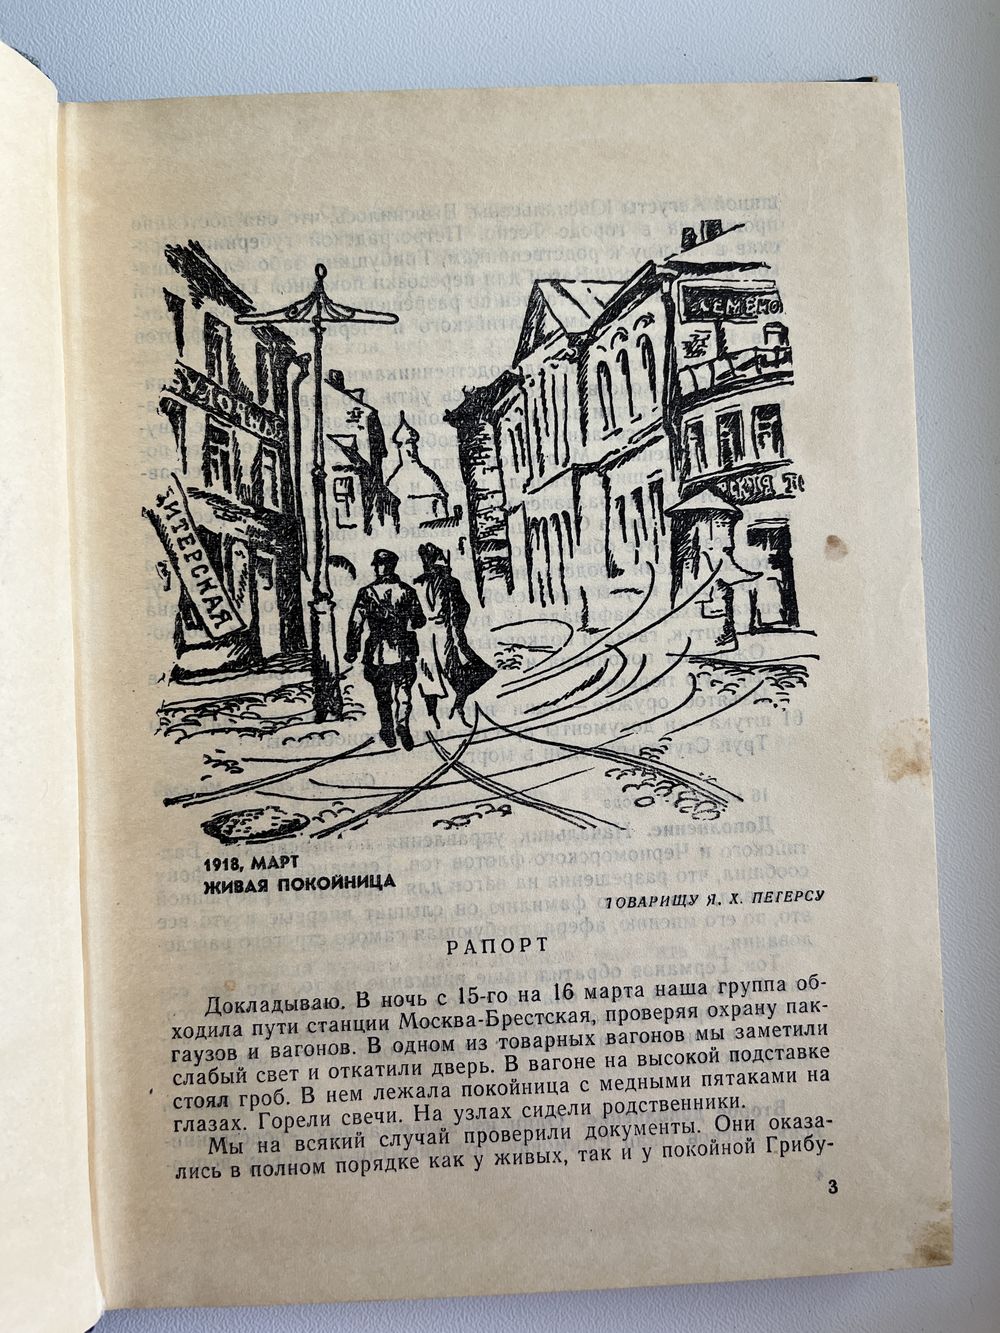 БУЛОЧНАЯ
ПИТЕРСКАЯ
1918, МАРТ
ЖИВАЯ ПОКОЙНИЦА
ТОВАРИЩУ Я. Х. ПЕТЕРСУ
РАПОРТ
Докладываю. В ночь с 15-го на 16 марта наша группа об-
ходила пути станции Москва-Брестская, проверяя охрану пак-
гаузов и вагонов. В одном из товарных вагонов мы заметили
слабый свет и откатили дверь. В вагоне на высокой подставке
стоял гроб. В нем лежала покойница с медными пятаками на
глазах. Горели свечи. На узлах сидели родственники.
Мы на всякий случай проверили документы. Они оказа-
лись в полном порядке как у живых, так и у покойной Грибу-
3